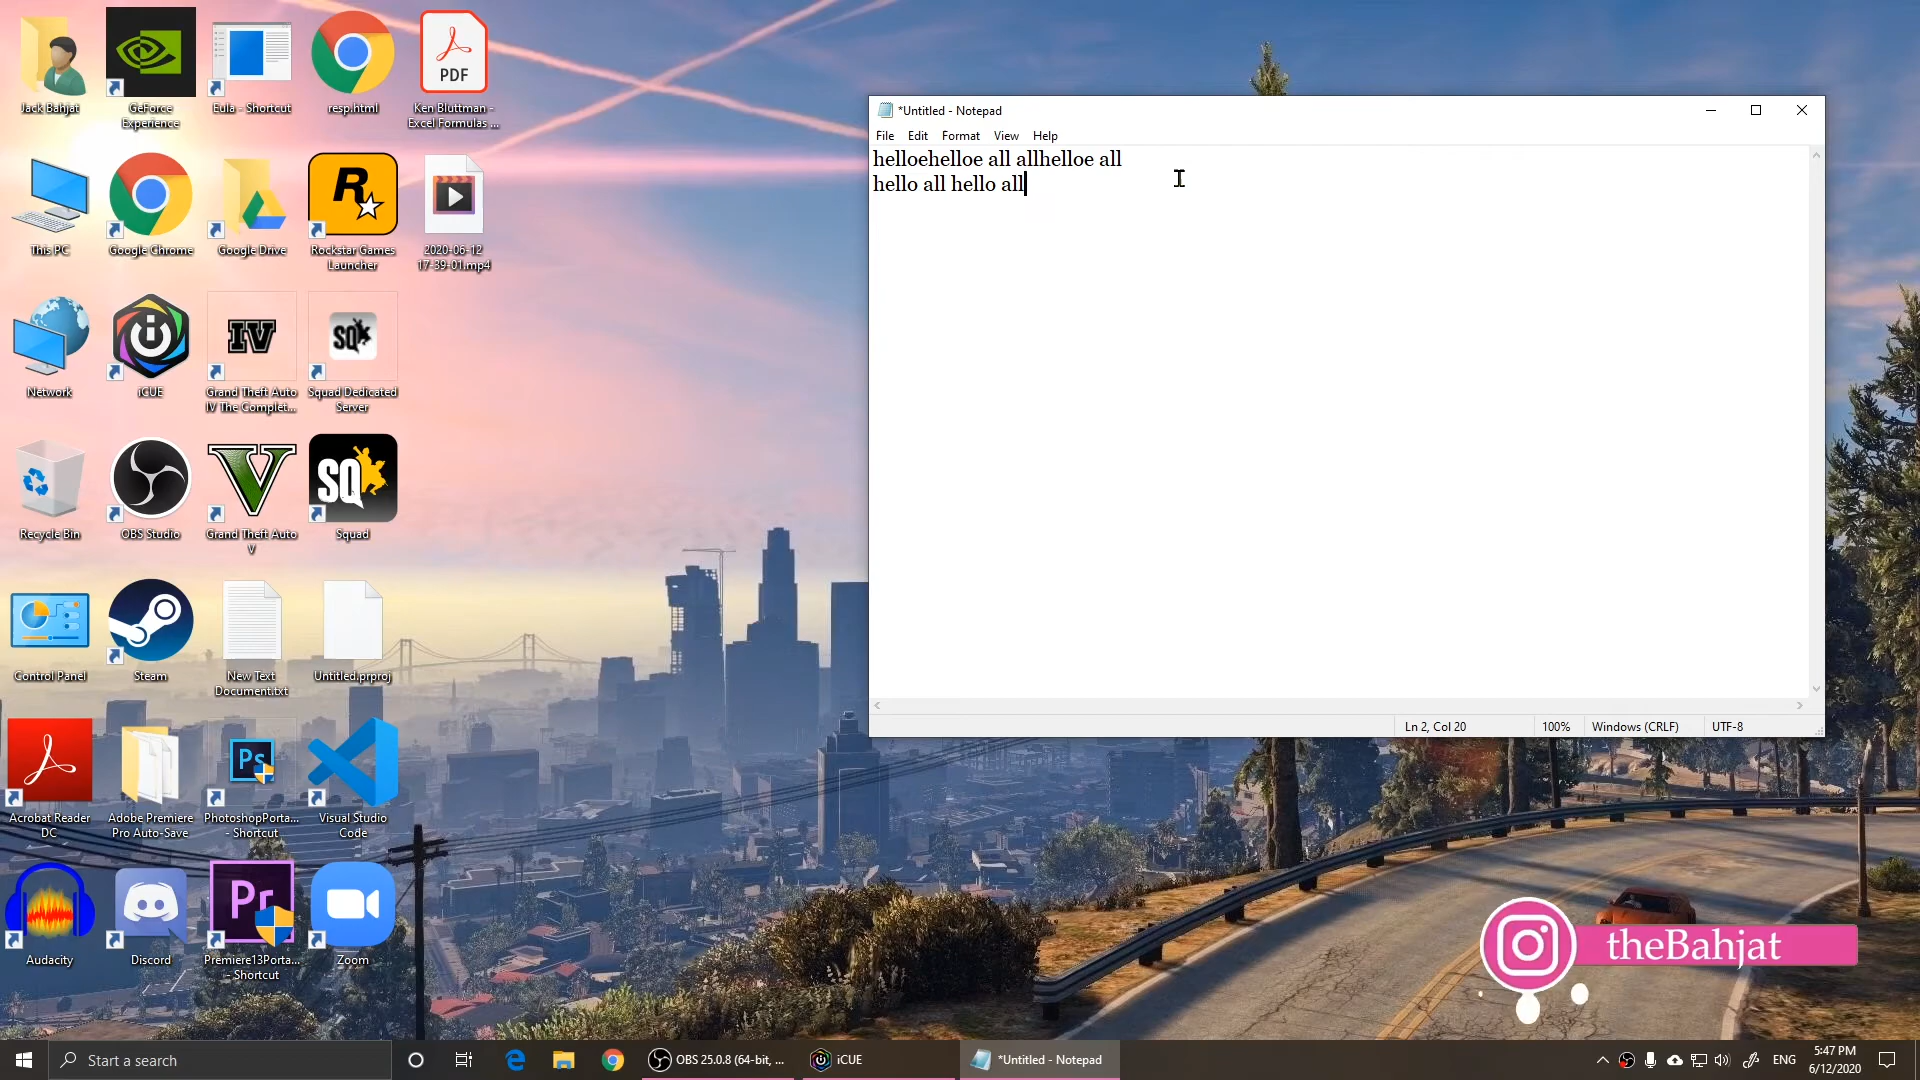 Jack Bahjat
GeForce
Experience
Eula - Shortcut
resp.html
PDF
Ken Bluttman -
Excel Formulas ...
This PC
Google Chrome
Google Drive
Rockstar Games
Launcher
2020-06-12
17-39-01.mp4
Network
iCUE
IV
Grand Theft Auto
IV The Complet...
SQ
Squad Dedicated
Server
Recycle Bin
OBS Studio
V
Grand Theft Auto
V
SQ
Squad
Control Panel
Steam
New Text
Document.txt
Untitled.prproj
Acrobat Reader
DC
Adobe Premiere
Pro Auto-Save
Ps
PhotoshopPorta...
- Shortcut
Visual Studio
Code
Audacity
Discord
Pr
Premiere13Porta...
- Shortcut
Zoom
*Untitled - Notepad
File Edit Format View Help
helloehelloe all allhelloe all
hello all hello all
Ln 2, Col 20 100% Windows (CRLF) UTF-8
theBahjat
Start a search
OBS 25.0.8 (64-bit, ...
iCUE
*Untitled - Notepad
ENG
5:47 PM
6/12/2020